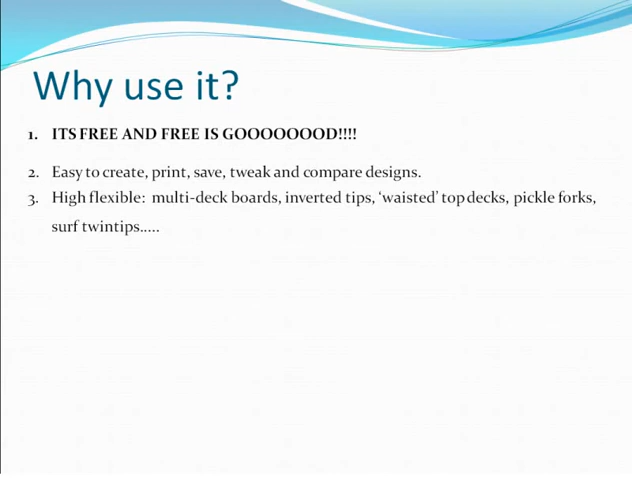 Why use it?
1. ITS FREE AND FREE IS GOOOOOOOD!!!!
2. Easy to create, print, save, tweak and compare designs.
3. High flexible: multi-deck boards, inverted tips, ‘waisted’ top decks, pickle forks,
surf twintips.....